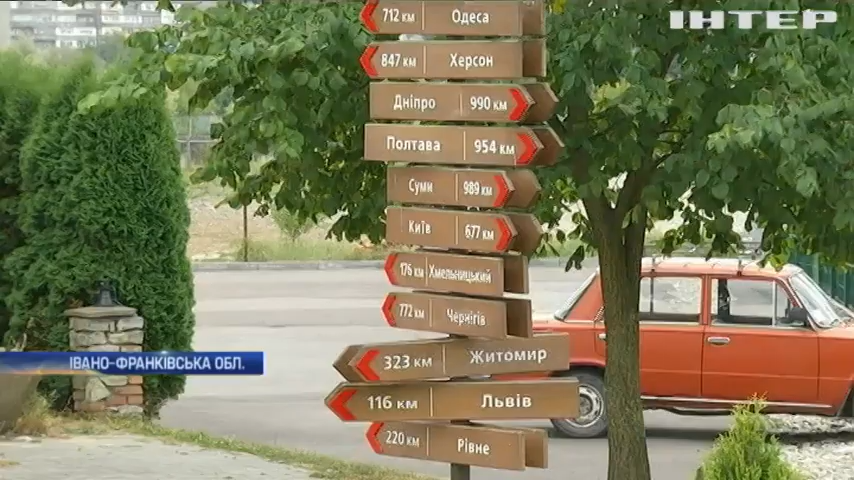 ІНТЕР
712 км Одеса
847 км Херсон
Дніпро 990 км
Полтава 954 км
Суми 989 км
Київ 677 км
176 км Хмельницький
772 км Чернігів
323 км Житомир
116 км Львів
220 км Рівне
ІВАНО-ФРАНКІВСЬКА ОБЛ.